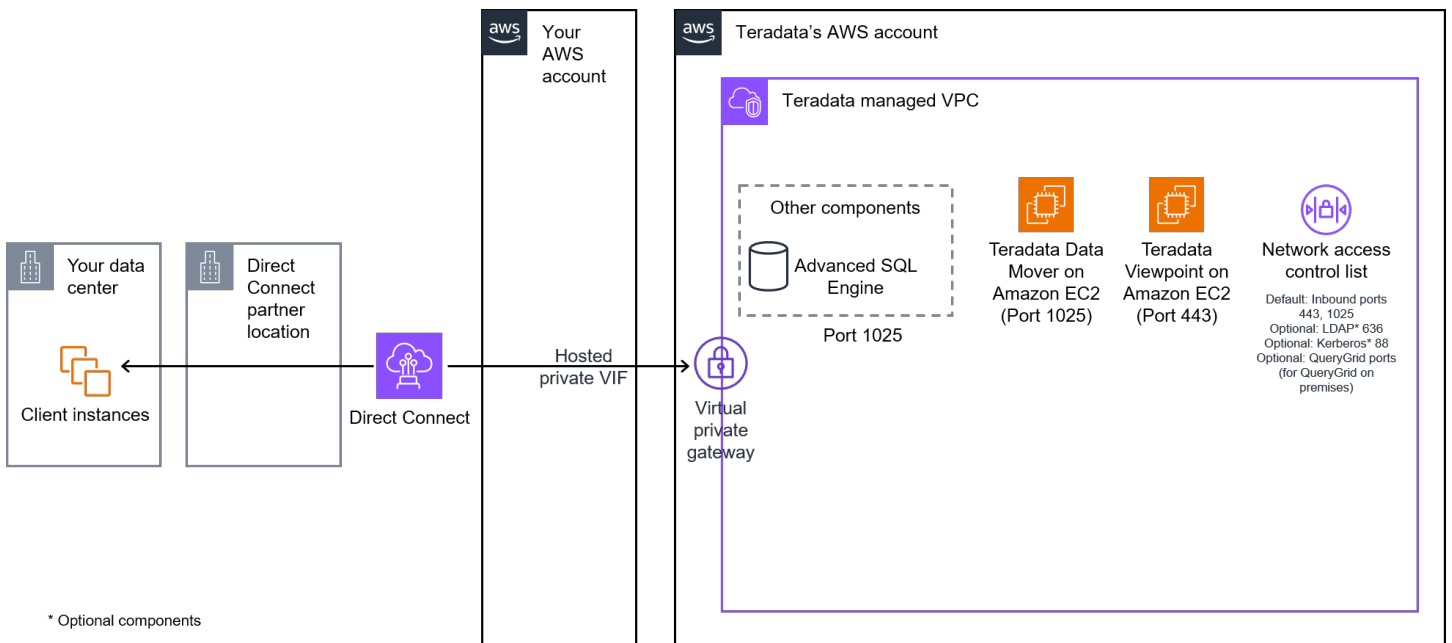 aws
Your
AWS
account
aws
Teradata's AWS account
Teradata managed VPC
Other components
Advanced SQL
Engine
Port 1025
Teradata Data
Mover on
Amazon EC2
(Port 1025)
Teradata
Viewpoint on
Amazon EC2
(Port 443)
Network access
control list
Default: Inbound ports
443, 1025
Optional: LDAP* 636
Optional: Kerberos* 88
Optional: QueryGrid ports
(for QueryGrid on
premises)
Your data
center
Direct
Connect
partner
location
Client instances
Direct Connect
Hosted
private VIF
Virtual
private
gateway
* Optional components